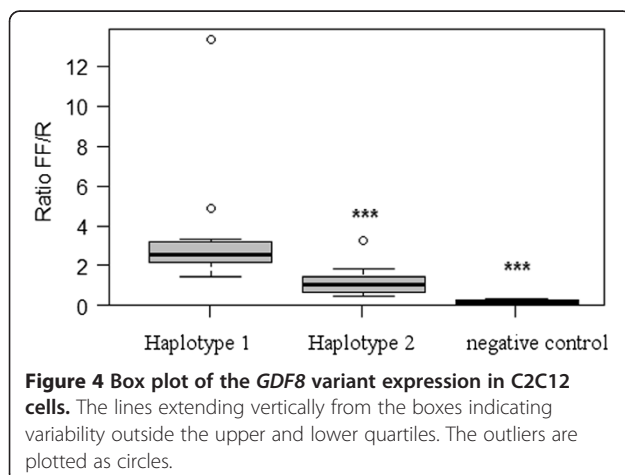 12
10
8
6
4
2
0
Ratio FF/R
***
***
Haplotype 1 Haplotype 2 negative control
Figure 4 Box plot of the GDF8 variant expression in C2C12
cells. The lines extending vertically from the boxes indicating
variability outside the upper and lower quartiles. The outliers are
plotted as circles.